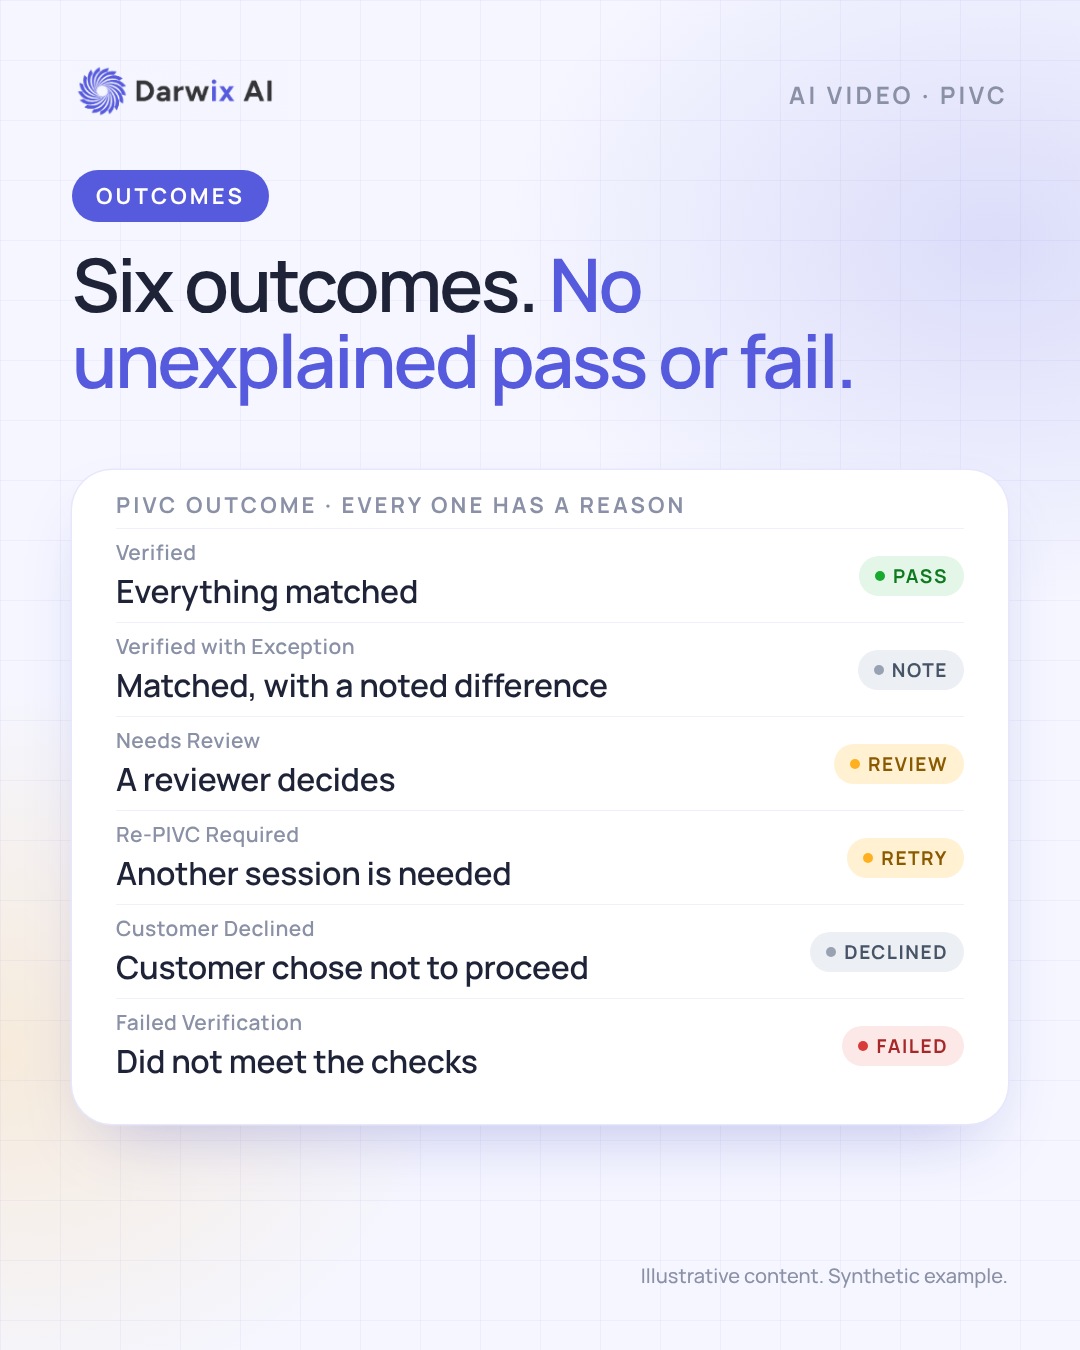 Darwix AI
AI VIDEO · PIVC
OUTCOMES
Six outcomes. No
unexplained pass or fail.
PIVC OUTCOME · EVERY ONE HAS A REASON
Verified
Everything matched
PASS
Verified with Exception
Matched, with a noted difference
NOTE
Needs Review
A reviewer decides
REVIEW
Re-PIVC Required
Another session is needed
RETRY
Customer Declined
Customer chose not to proceed
DECLINED
Failed Verification
Did not meet the checks
FAILED
Illustrative content. Synthetic example.